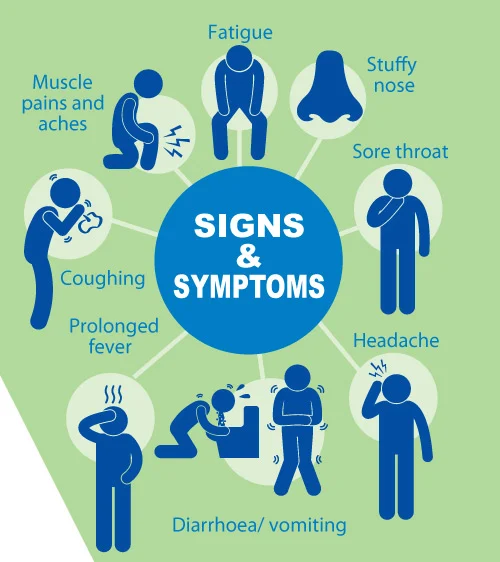 Fatigue
Stuffy
nose
Muscle
pains and
aches
Sore throat
SIGNS
&
SYMPTOMS
Coughing
Prolonged
fever
Headache
Diarrhoea/ vomiting